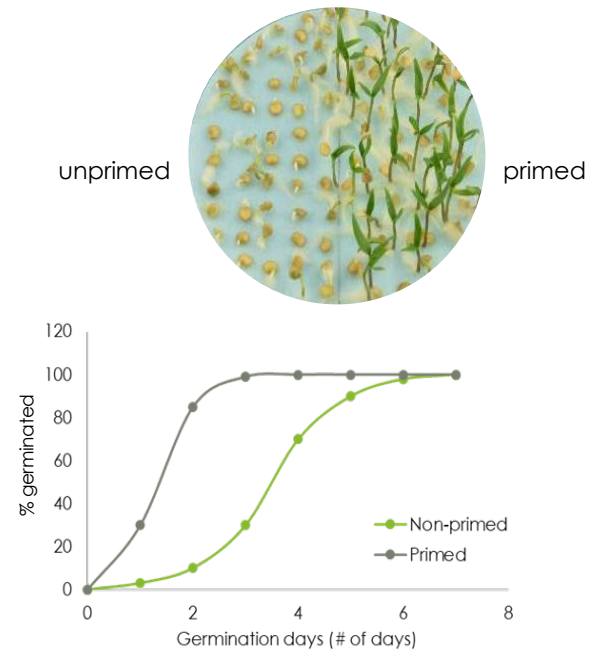 unprimed
primed
120
100
80
60
40
20
0
% germinated
Non-primed
Primed
0 2 4 6 8
Germination days (# of days)